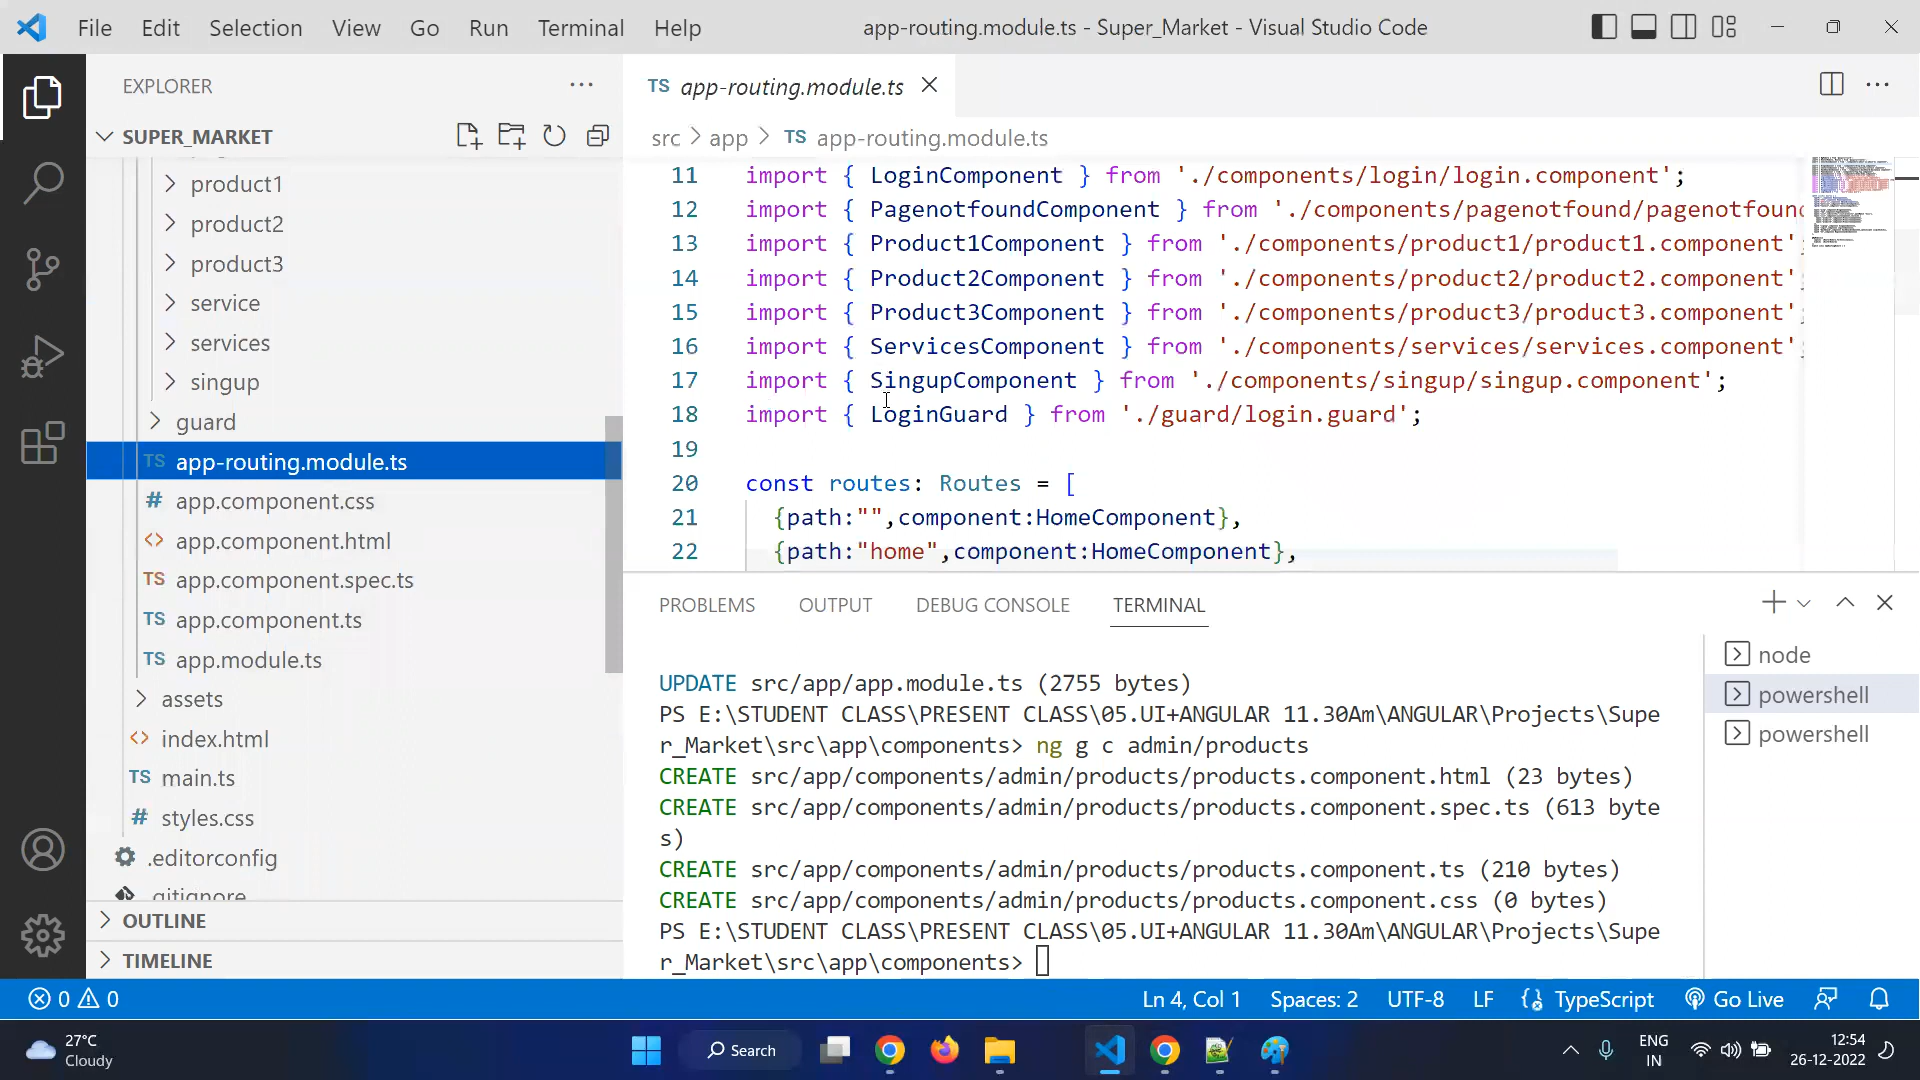 File Edit Selection View Go Run Terminal Help
app-routing.module.ts - Super_Market - Visual Studio Code
EXPLORER
SUPER_MARKET
product1
product2
product3
service
services
singup
guard
TS app-routing.module.ts
# app.component.css
<> app.component.html
TS app.component.spec.ts
TS app.component.ts
TS app.module.ts
assets
<> index.html
TS main.ts
# styles.css
.editorconfig
.gitignore
OUTLINE
TIMELINE
TS app-routing.module.ts
src > app > TS app-routing.module.ts
11 import { LoginComponent } from './components/login/login.component';
12 import { PagenotfoundComponent } from './components/pagenotfound/pagenotfound
13 import { Product1Component } from './components/product1/product1.component';
14 import { Product2Component } from './components/product2/product2.component';
15 import { Product3Component } from './components/product3/product3.component';
16 import { ServicesComponent } from './components/services/services.component';
17 import { SingupComponent } from './components/singup/singup.component';
18 import { LoginGuard } from './guard/login.guard';
19
20 const routes: Routes = [
21 {path:"",component:HomeComponent},
22 {path:"home",component:HomeComponent},
PROBLEMS OUTPUT DEBUG CONSOLE TERMINAL
UPDATE src/app/app.module.ts (2755 bytes)
PS E:\STUDENT CLASS\PRESENT CLASS\05.UI+ANGULAR 11.30Am\ANGULAR\Projects\Supe
r_Market\src\app\components> ng g c admin/products
CREATE src/app/components/admin/products/products.component.html (23 bytes)
CREATE src/app/components/admin/products/products.component.spec.ts (613 byte
s)
CREATE src/app/components/admin/products/products.component.ts (210 bytes)
CREATE src/app/components/admin/products/products.component.css (0 bytes)
PS E:\STUDENT CLASS\PRESENT CLASS\05.UI+ANGULAR 11.30Am\ANGULAR\Projects\Supe
r_Market\src\app\components>
node
powershell
powershell
0 0 Ln 4, Col 1 Spaces: 2 UTF-8 LF TypeScript Go Live
27°C
Cloudy
Search
ENG
IN
12:54
26-12-2022